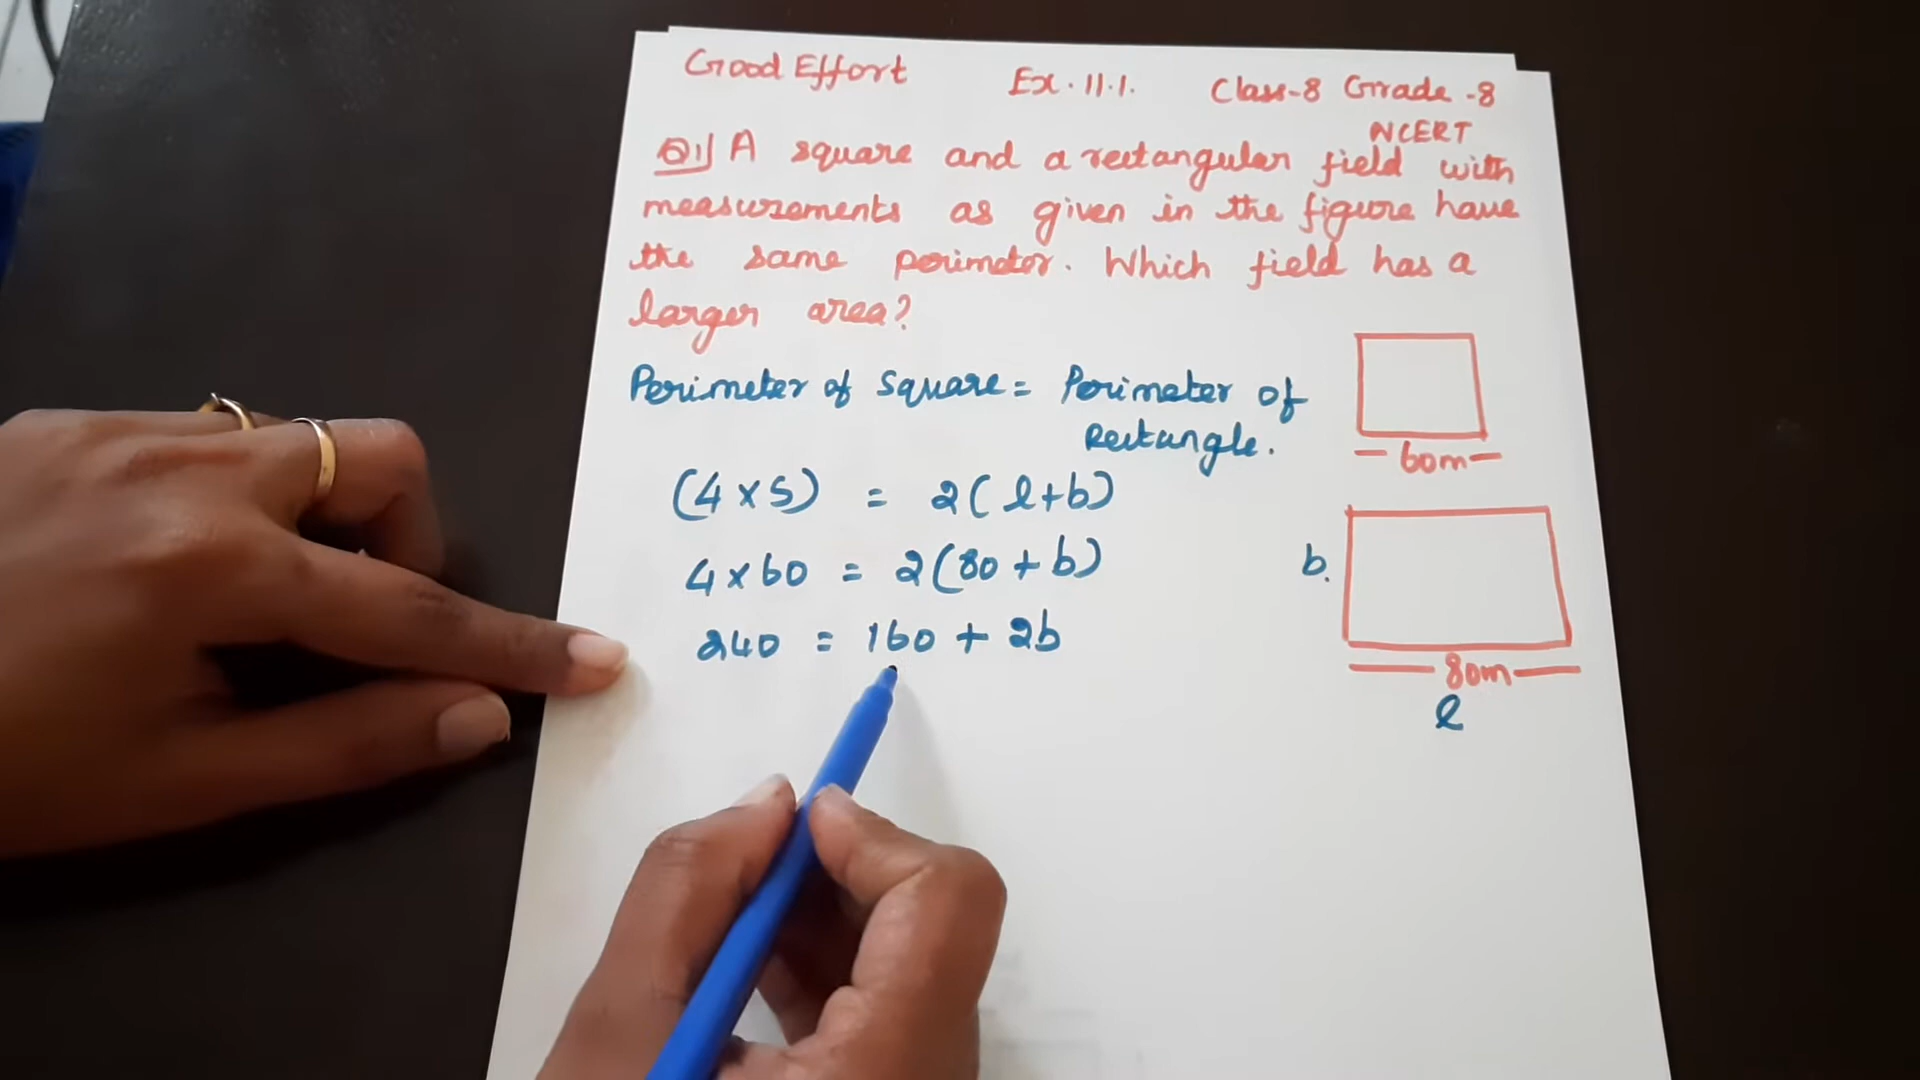 Good Effort Ex. 11.1. Class-8 Grade-8
NCERT
Q1) A square and a rectangular field with
measurements as given in the figure have
the same perimeter. Which field has a
larger area?
Perimeter of square = Perimeter of
Rectangle.
(4 × s) = 2(l+b)
4 × 60 = 2(80 + b)
240 = 160 + 2b
60m
b.
80m
l